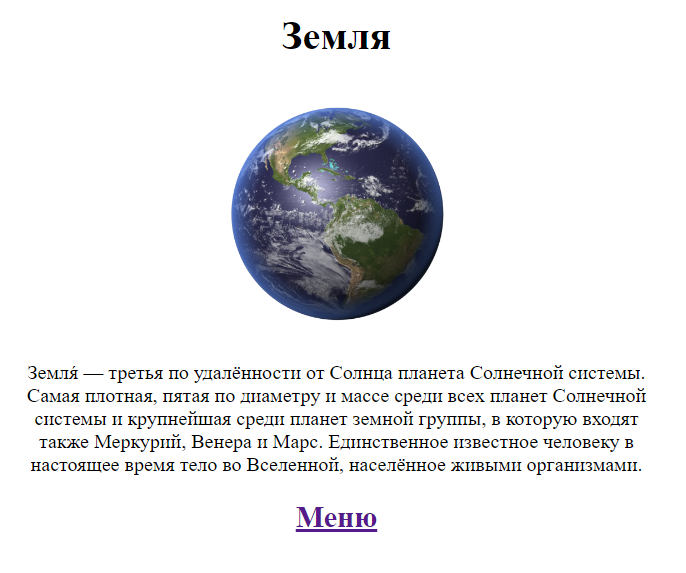 Земля
Земля́ — третья по удалённости от Солнца планета Солнечной системы.
Самая плотная, пятая по диаметру и массе среди всех планет Солнечной
системы и крупнейшая среди планет земной группы, в которую входят
также Меркурий, Венера и Марс. Единственное известное человеку в
настоящее время тело во Вселенной, населённое живыми организмами.
Меню